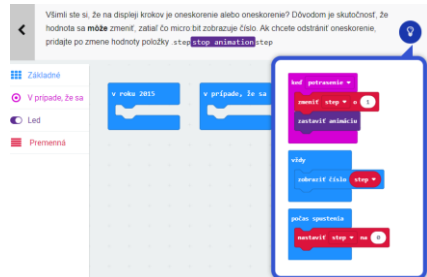 Všimli ste si, že na displeji krokov je oneskorenie alebo oneskorenie? Dôvodom je skutočnosť, že
hodnota sa môže zmeniť, zatiaľ čo micro:bit zobrazuje číslo. Ak chcete odstrániť oneskorenie,
pridajte po zmene hodnoty položky .step stop animation step
Základné
V prípade, že sa
Led
Premenná
v roku 2015
v prípade, že sa
keď potrasenie
zmeniť step o 1
zastaviť animáciu
vždy
zobraziť číslo step
počas spustenia
nastaviť step na 0